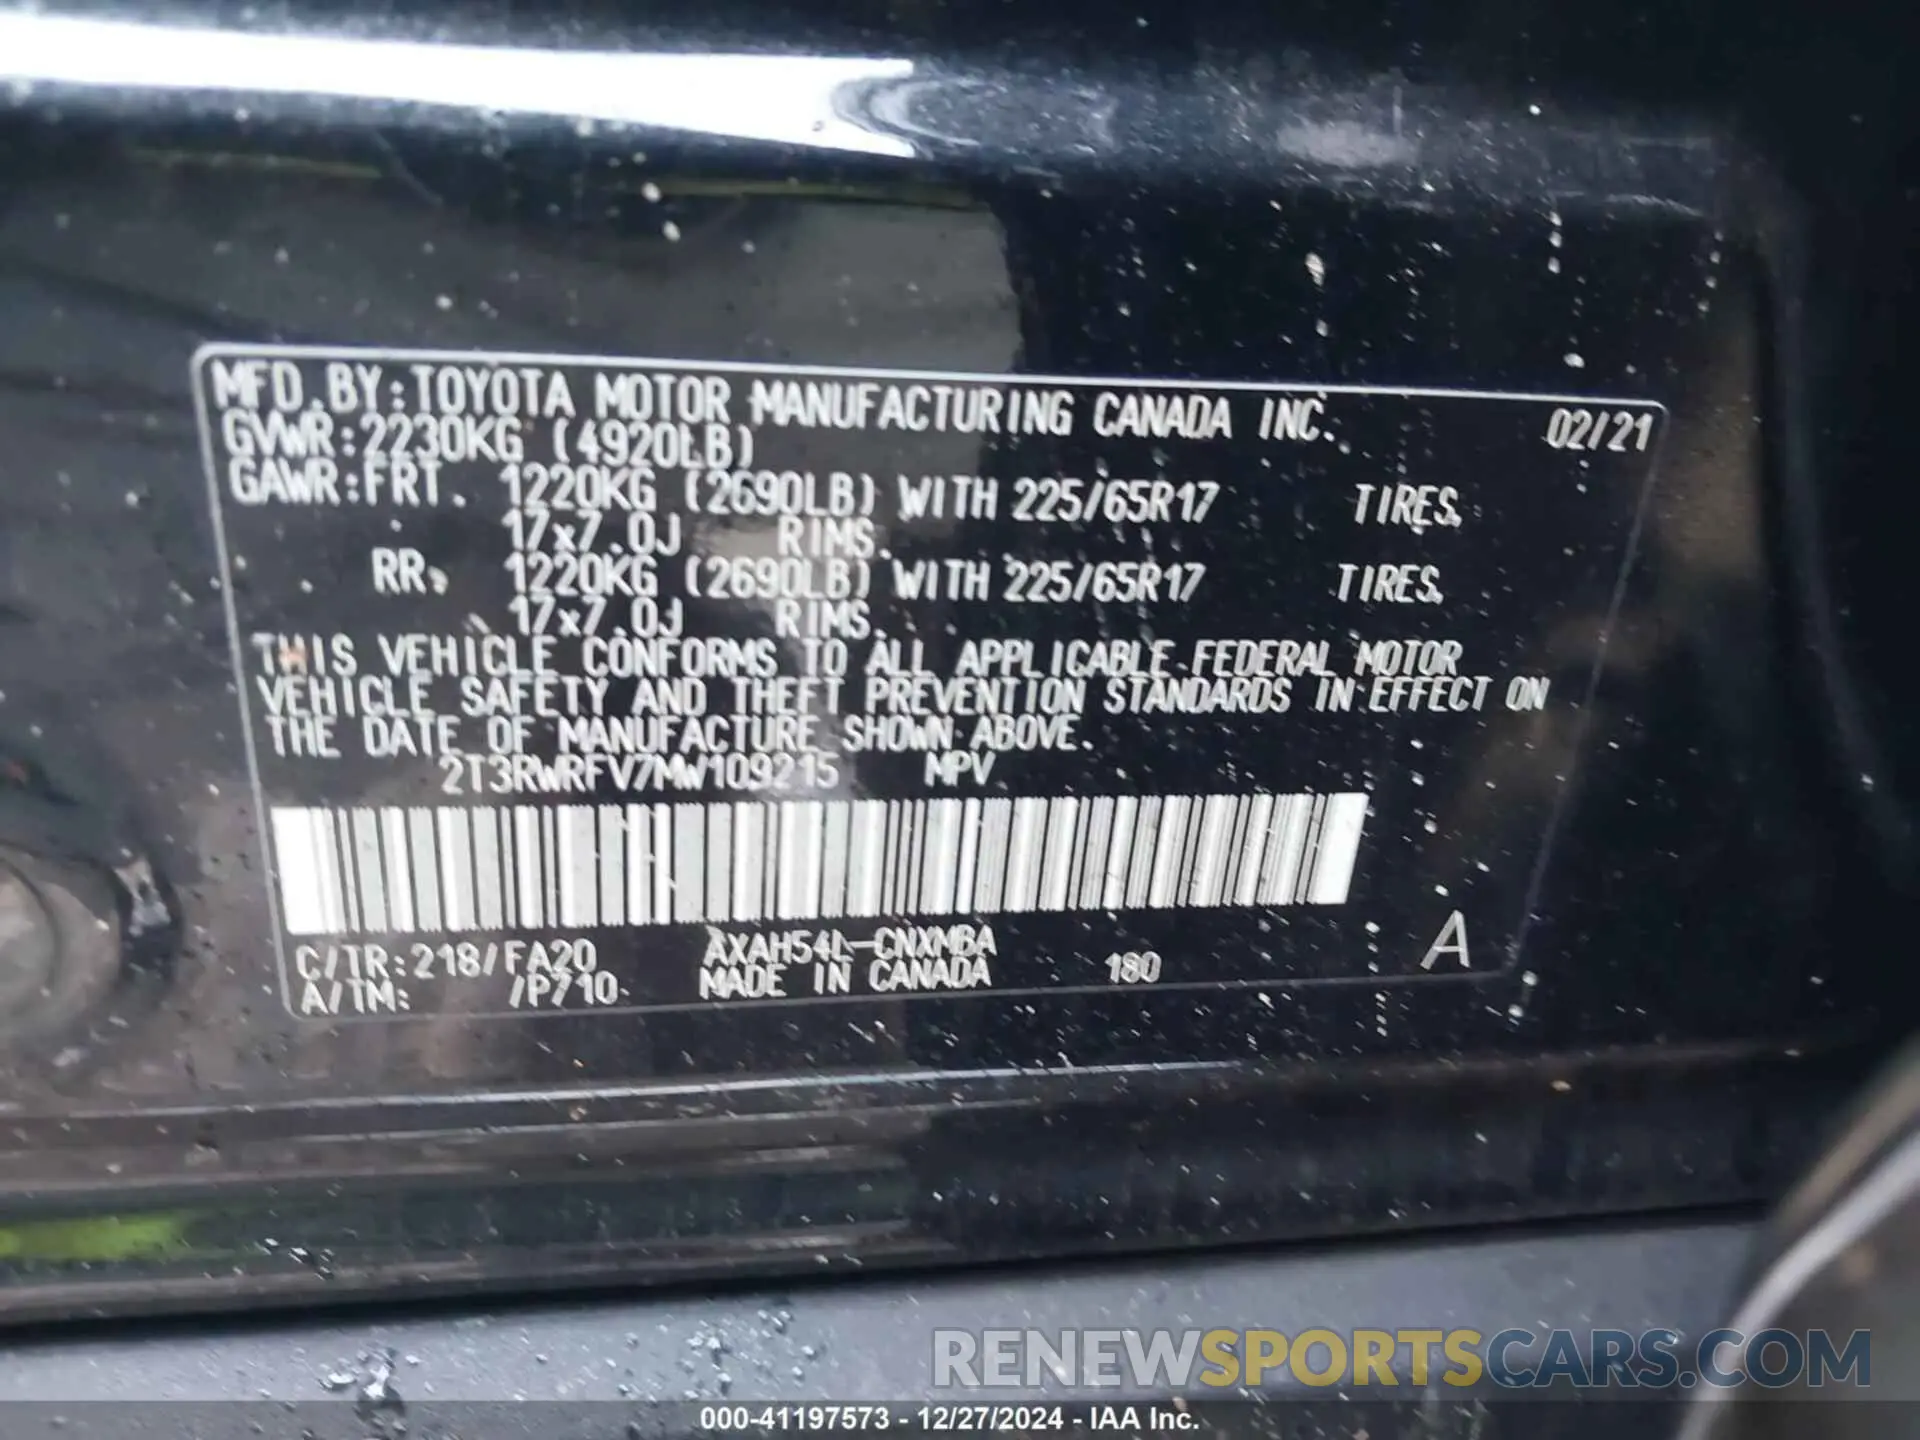 MFD.BY:TOYOTA MOTOR MANUFACTURING CANADA INC. 02/21
GVWR:2230KG (4920LB)
GAWR:FRT. 1220KG (2690LB) WITH 225/65R17 TIRES,
17x7.0J RIMS.
RR. 1220KG (2690LB) WITH 225/65R17 TIRES,
17x7.0J RIMS.
THIS VEHICLE CONFORMS TO ALL APPLICABLE FEDERAL MOTOR
VEHICLE SAFETY AND THEFT PREVENTION STANDARDS IN EFFECT ON
THE DATE OF MANUFACTURE SHOWN ABOVE.
2T3RWRFV7MW109215 MPV
C/TR:218/FA20 AXAH54L-CNXMBA
A/TM: /P710 MADE IN CANADA 180 A
RENEWSPORTSCARS.COM
000-41197573 - 12/27/2024 - IAA Inc.